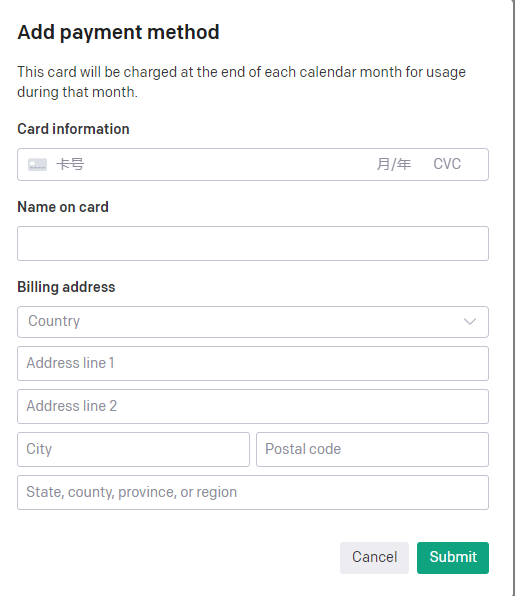 Add payment method
This card will be charged at the end of each calendar month for usage
during that month.
Card information
卡号 月/年 CVC
Name on card
Billing address
Country
Address line 1
Address line 2
City Postal code
State, county, province, or region
Cancel Submit